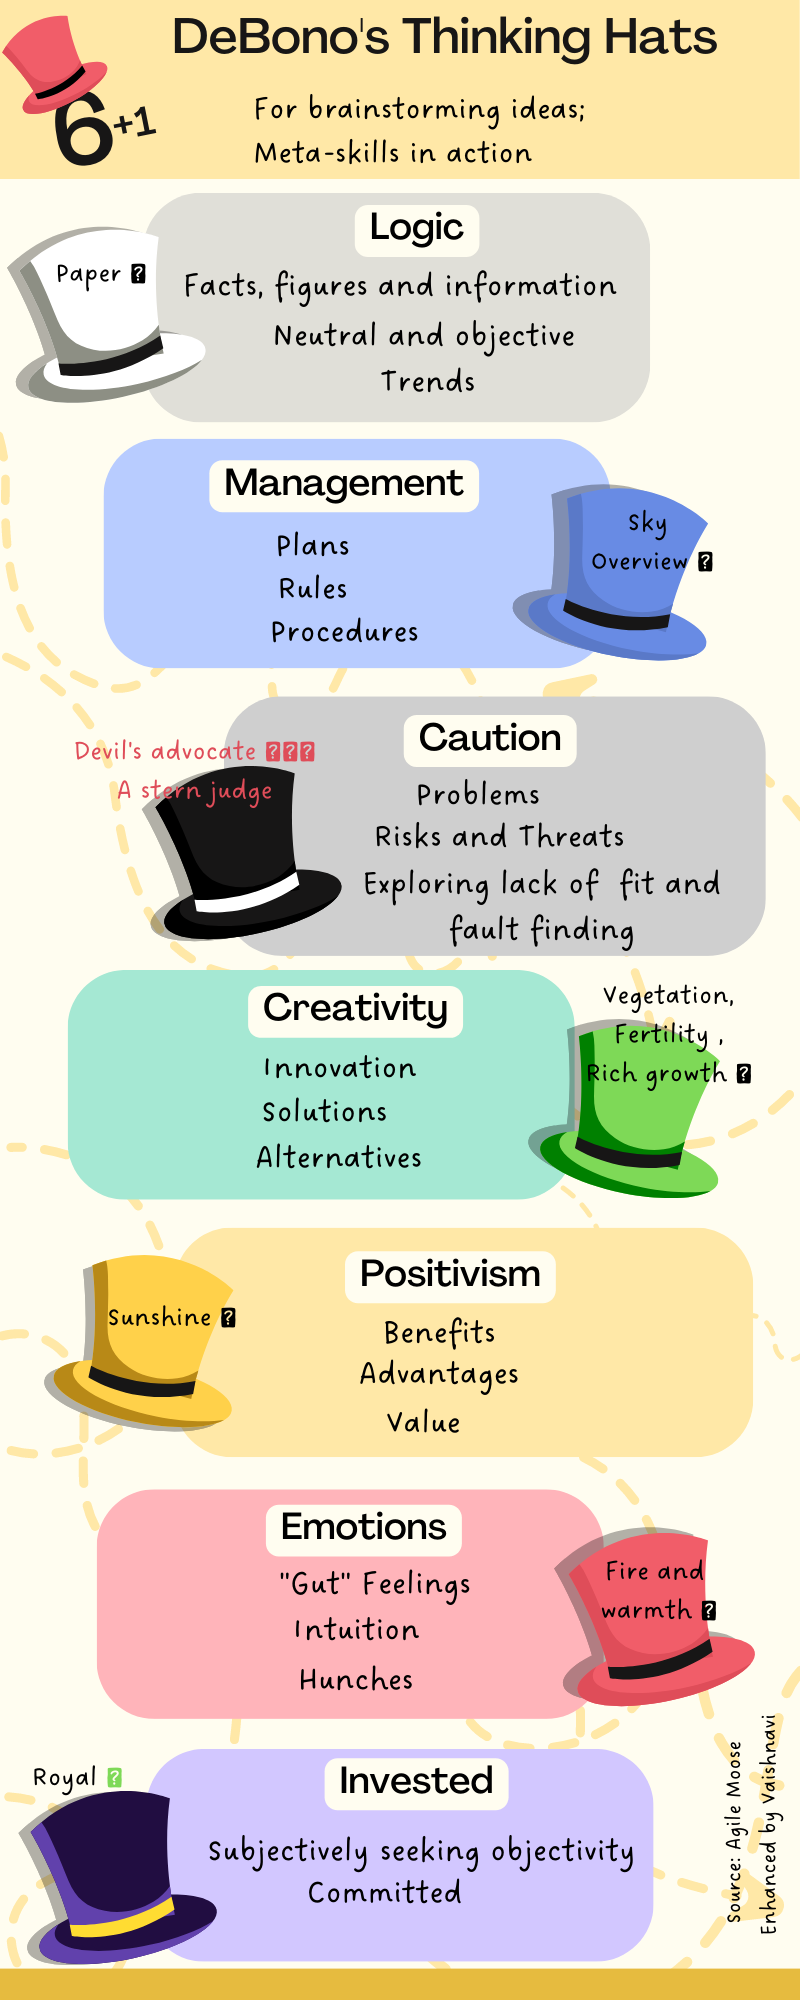 DeBono's Thinking Hats
6+1
For brainstorming ideas;
Meta-skills in action
Logic
Paper
Facts, figures and information
Neutral and objective
Trends
Management
Sky
Overview
Plans
Rules
Procedures
Caution
Devil's advocate
A stern judge
Problems
Risks and Threats
Exploring lack of fit and
fault finding
Creativity
Vegetation,
Fertility ,
Rich growth
Innovation
Solutions
Alternatives
Positivism
Sunshine
Benefits
Advantages
Value
Emotions
Fire and
warmth
"Gut" Feelings
Intuition
Hunches
Invested
Royal
Subjectively seeking objectivity
Committed
Source: Agile Moose
Enhanced by Vaishnavi